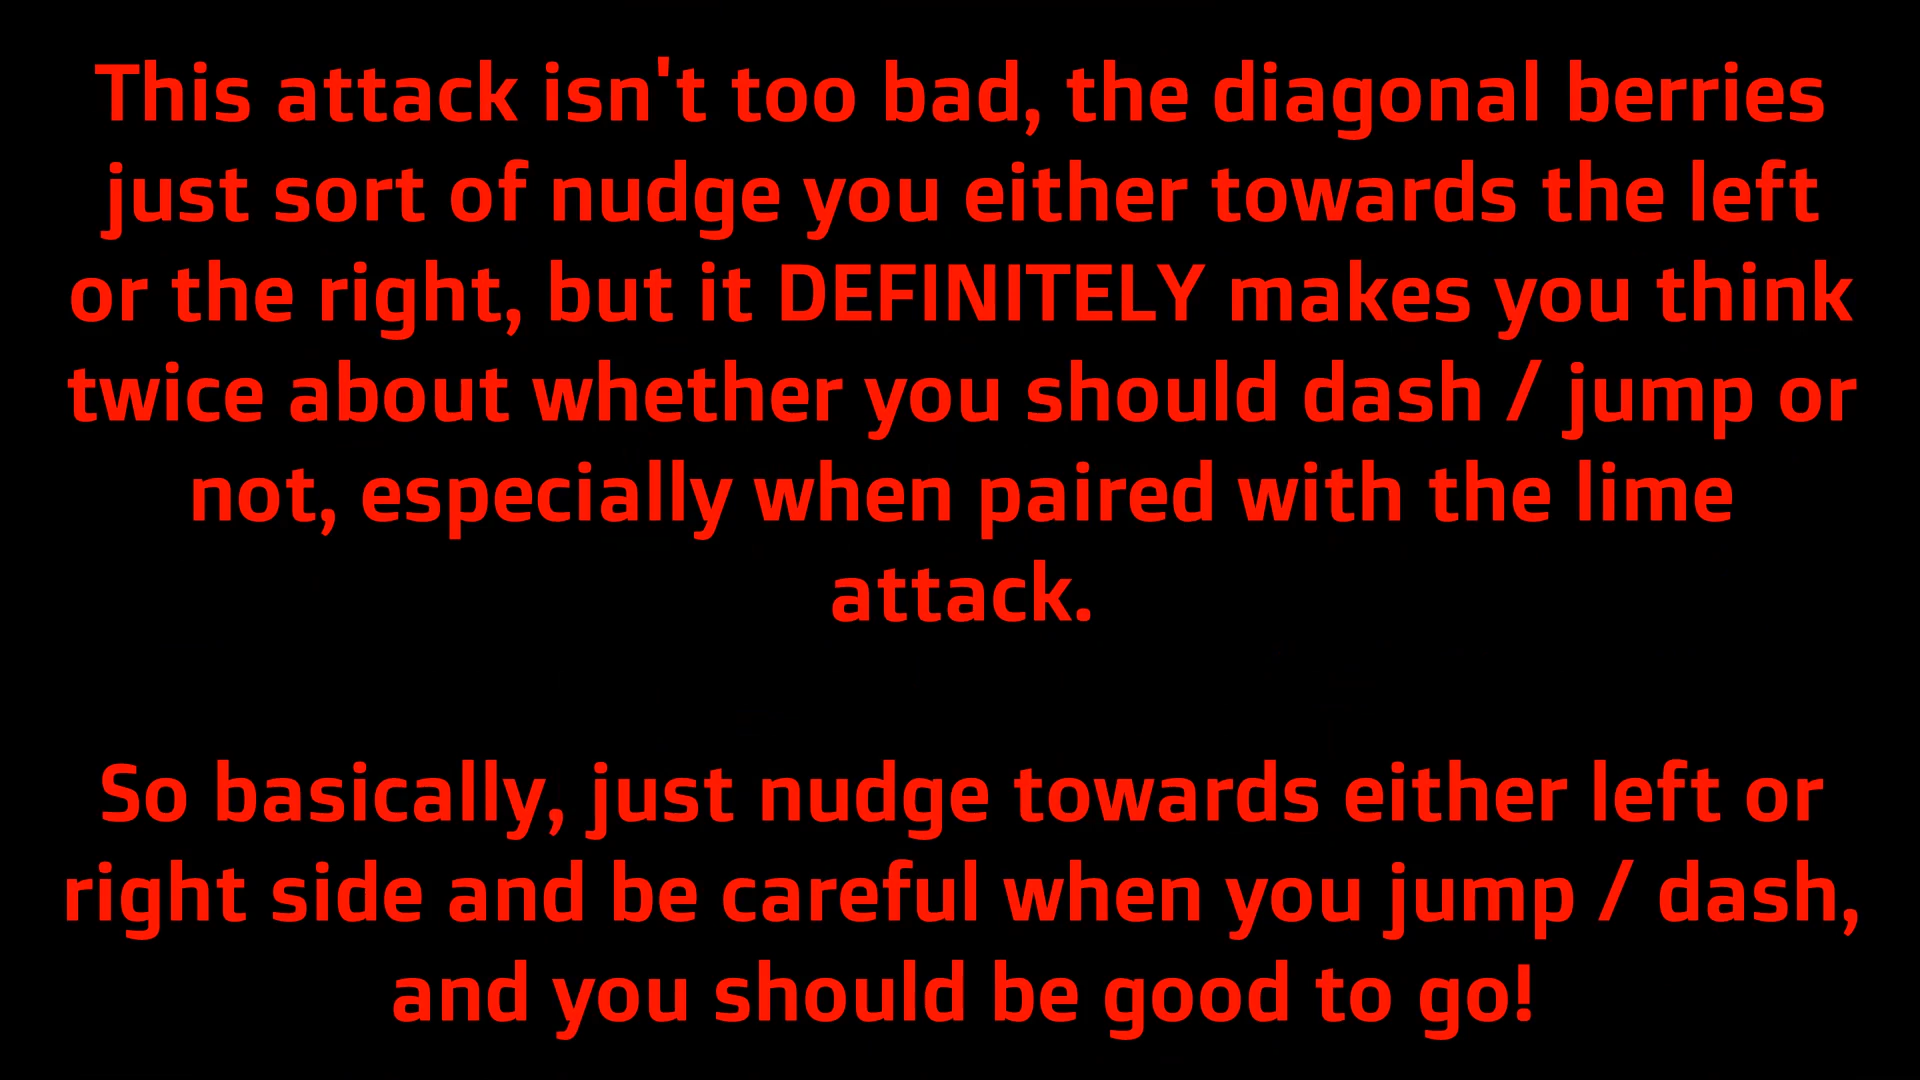 This attack isn't too bad, the diagonal berries
just sort of nudge you either towards the left
or the right, but it DEFINITELY makes you think
twice about whether you should dash / jump or
not, especially when paired with the lime
attack.
So basically, just nudge towards either left or
right side and be careful when you jump / dash,
and you should be good to go!